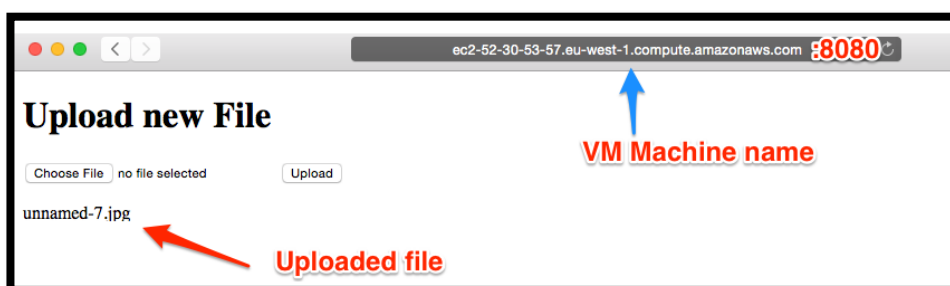 ec2-52-30-53-57.eu-west-1.compute.amazonaws.com :8080
Upload new File
VM Machine name
Choose File no file selected Upload
unnamed-7.jpg
Uploaded file